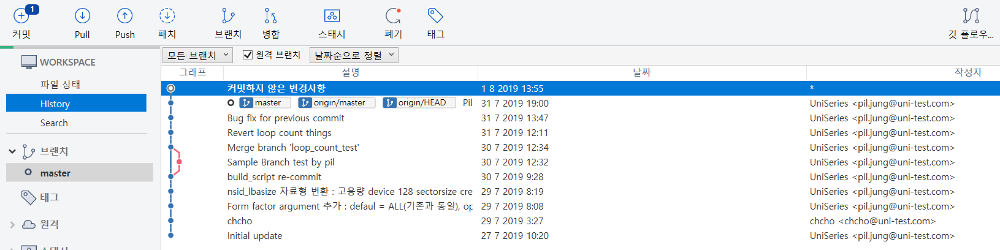 1
커밋 Pull Push 패치 브랜치 병합 스태시 폐기 태그 깃 플로우...
WORKSPACE
파일 상태
History
Search
브랜치
master
태그
원격
스태시
모든 브랜치 원격 브랜치 날짜순으로 정렬
그래프 설명 날짜 작성자
커밋하지 않은 변경사항 1 8 2019 13:55 *
master origin/master origin/HEAD Pil 31 7 2019 19:00 UniSeries <pil.jung@uni-test.com>
Bug fix for previous commit 31 7 2019 13:47 UniSeries <pil.jung@uni-test.com>
Revert loop count things 31 7 2019 12:11 UniSeries <pil.jung@uni-test.com>
Merge branch 'loop_count_test' 30 7 2019 12:34 UniSeries <pil.jung@uni-test.com>
Sample Branch test by pil 30 7 2019 12:32 UniSeries <pil.jung@uni-test.com>
build_script re-commit 30 7 2019 9:28 UniSeries <pil.jung@uni-test.com>
nsid_lbasize 자료형 변환 : 고용량 device 128 sectorsize cre 29 7 2019 8:19 UniSeries <pil.jung@uni-test.com>
Form factor argument 추가 : defaul = ALL(기존과 동일), op 29 7 2019 8:08 UniSeries <pil.jung@uni-test.com>
chcho 29 7 2019 3:27 chcho <chcho@uni-test.com>
Initial update 27 7 2019 10:20 UniSeries <pil.jung@uni-test.com>